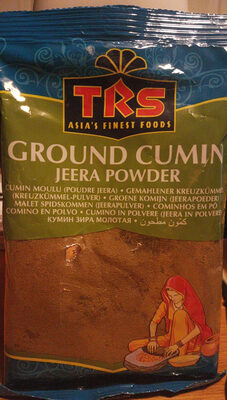 TRS
ASIA'S FINEST FOODS
GROUND CUMIN
JEERA POWDER
CUMIN MOULU (POUDRE JEERA) • GEMAHLENER KREUZKÜMMEL
(KREUZKÜMMEL-PULVER) • GROENE KOMIJN (JEERAPOEDER)
MALET SPIDSKOMMEN (JEERAPULVER) • COMINHOS EM PÓ
COMINO EN POLVO • CUMINO IN POLVERE (JEERA IN POLVERE)
КУМИН ЗИРА МОЛОТАЯ • كمّون مطحون